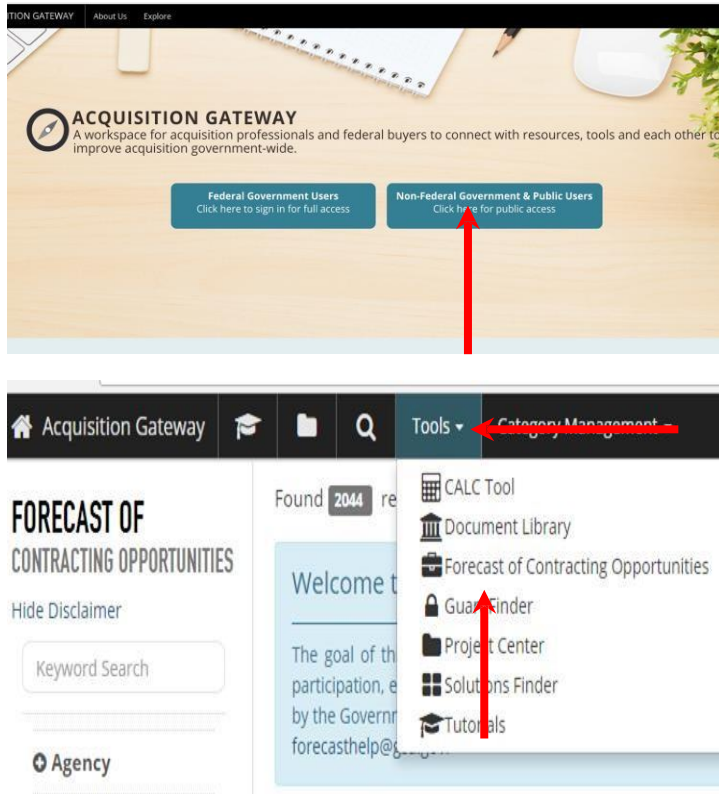 ITION GATEWAY About Us Explore
ACQUISITION GATEWAY
A workspace for acquisition professionals and federal buyers to connect with resources, tools and each other to
improve acquisition government-wide.
Federal Government Users
Click here to sign in for full access
Non-Federal Government & Public Users
Click here for public access
Acquisition Gateway Tools Category Management
FORECAST OF
CONTRACTING OPPORTUNITIES
Hide Disclaimer
Keyword Search
Agency
Found 2044 re
Welcome t
The goal of th
participation, e
by the Governr
CALC Tool
Document Library
Forecast of Contracting Opportunities
Finder
Project Center
Solutions Finder
Tutorials